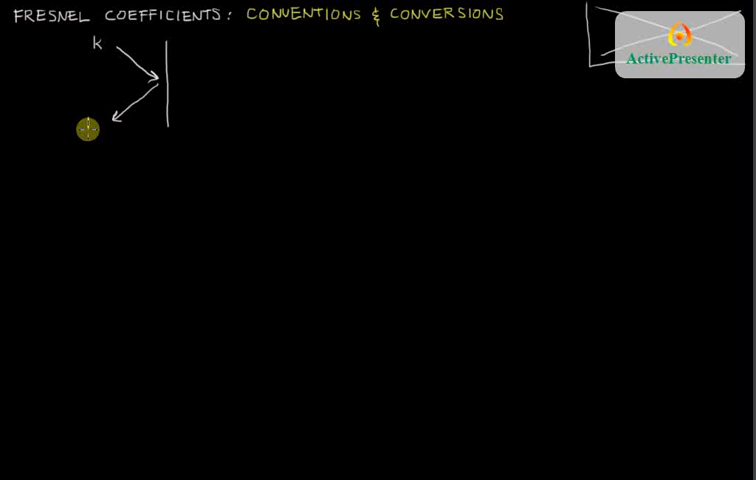 FRESNEL COEFFICIENTS: CONVENTIONS & CONVERSIONS
k
ActivePresenter